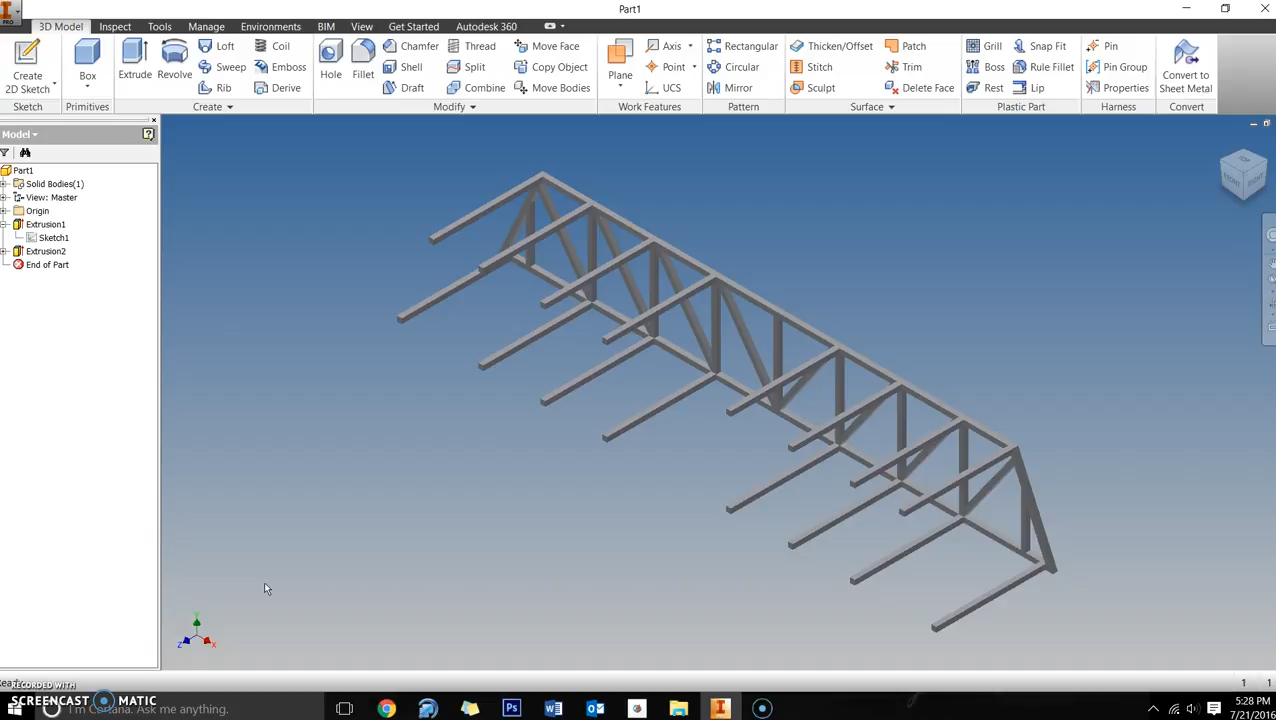 Part1
PRO
3D Model Inspect Tools Manage Environments BIM View Get Started Autodesk 360
Create 2D Sketch Box Extrude Revolve Loft Coil Hole Fillet Chamfer Thread Move Face Plane Axis Rectangular Thicken/Offset Patch Grill Snap Fit Pin Convert to Sheet Metal
Sweep Emboss Shell Split Copy Object Point Circular Stitch Trim Boss Rule Fillet Pin Group
Rib Derive Draft Combine Move Bodies UCS Mirror Sculpt Delete Face Rest Lip Properties
Sketch Primitives Create Modify Work Features Pattern Surface Plastic Part Harness Convert
Model
Part1
Solid Bodies(1)
View: Master
Origin
Extrusion1
Sketch1
Extrusion2
End of Part
TOP
FRONT RIGHT
Y
Z X
Ready
1 1
RECORDED WITH
SCREENCAST MATIC
I'm Cortana. Ask me anything.
5:28 PM
7/21/2016